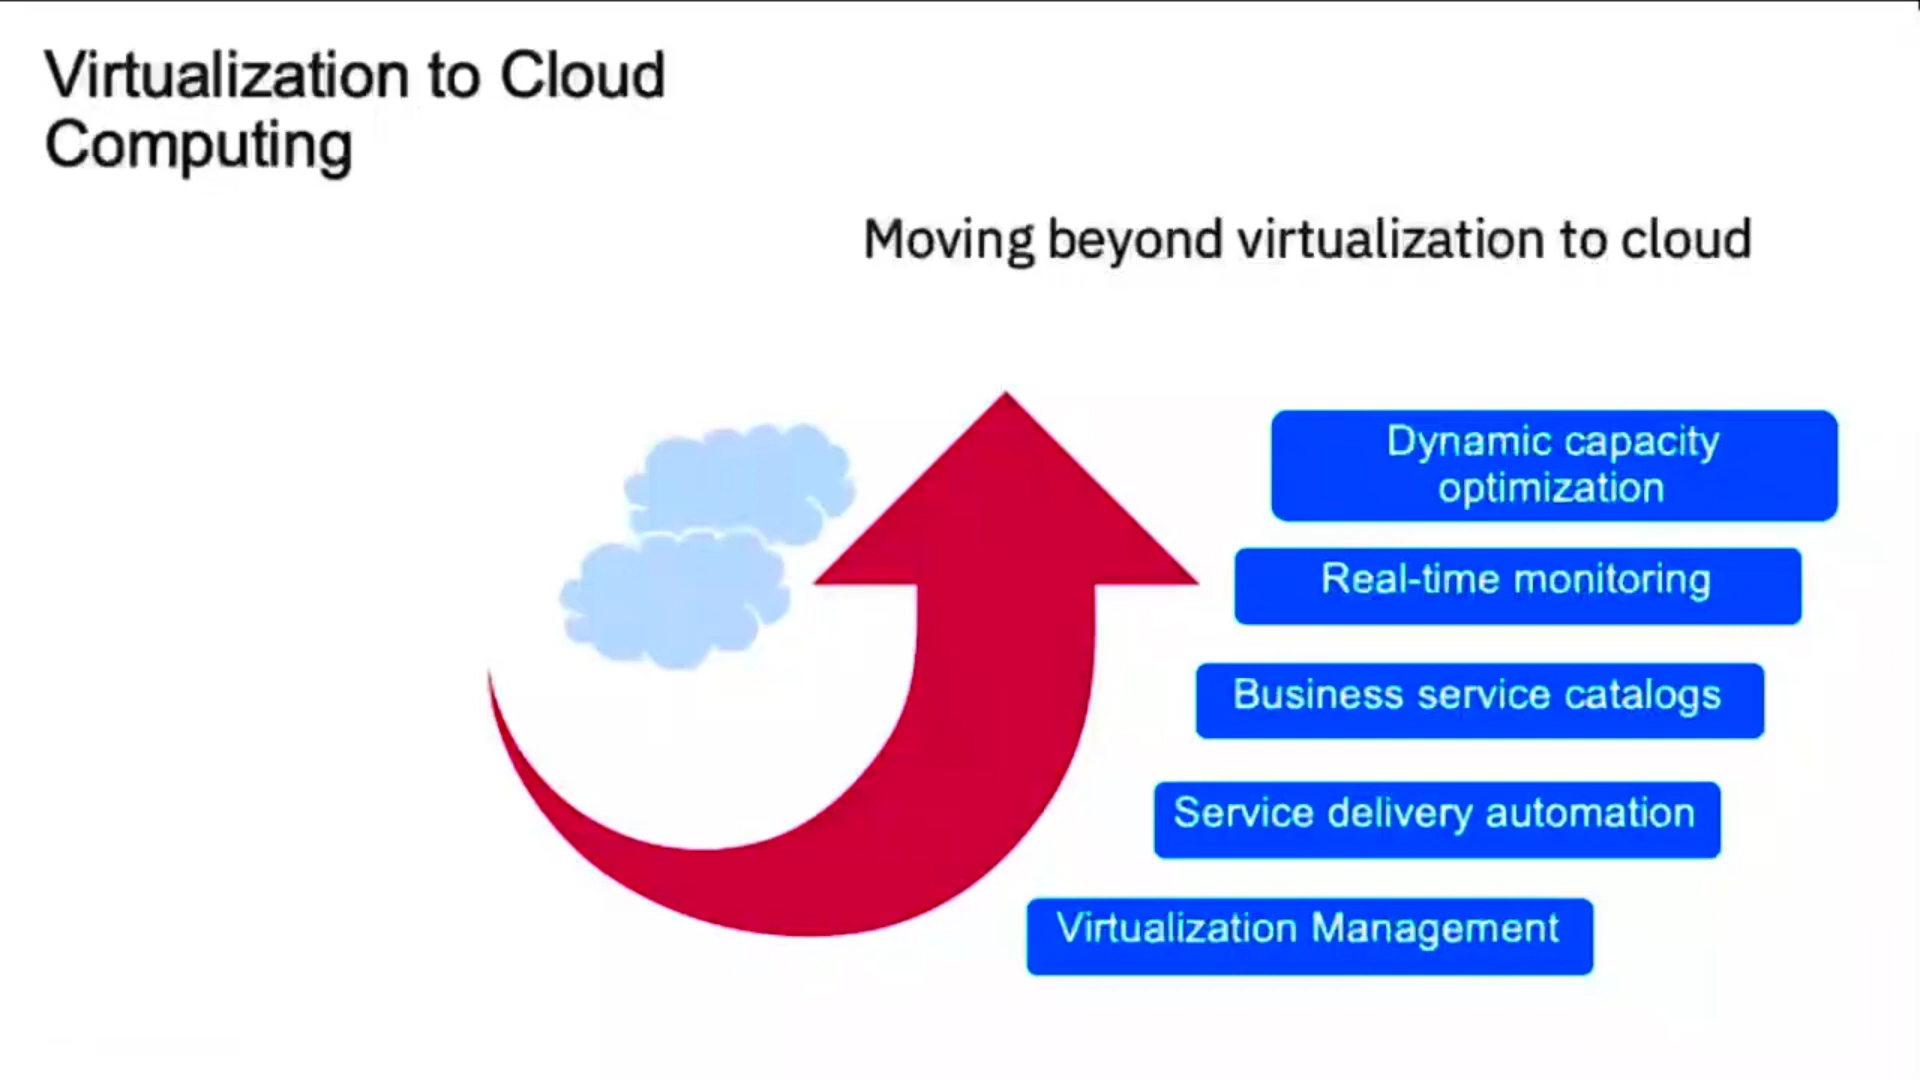 Virtualization to Cloud
Computing
Moving beyond virtualization to cloud
Dynamic capacity
optimization
Real-time monitoring
Business service catalogs
Service delivery automation
Virtualization Management